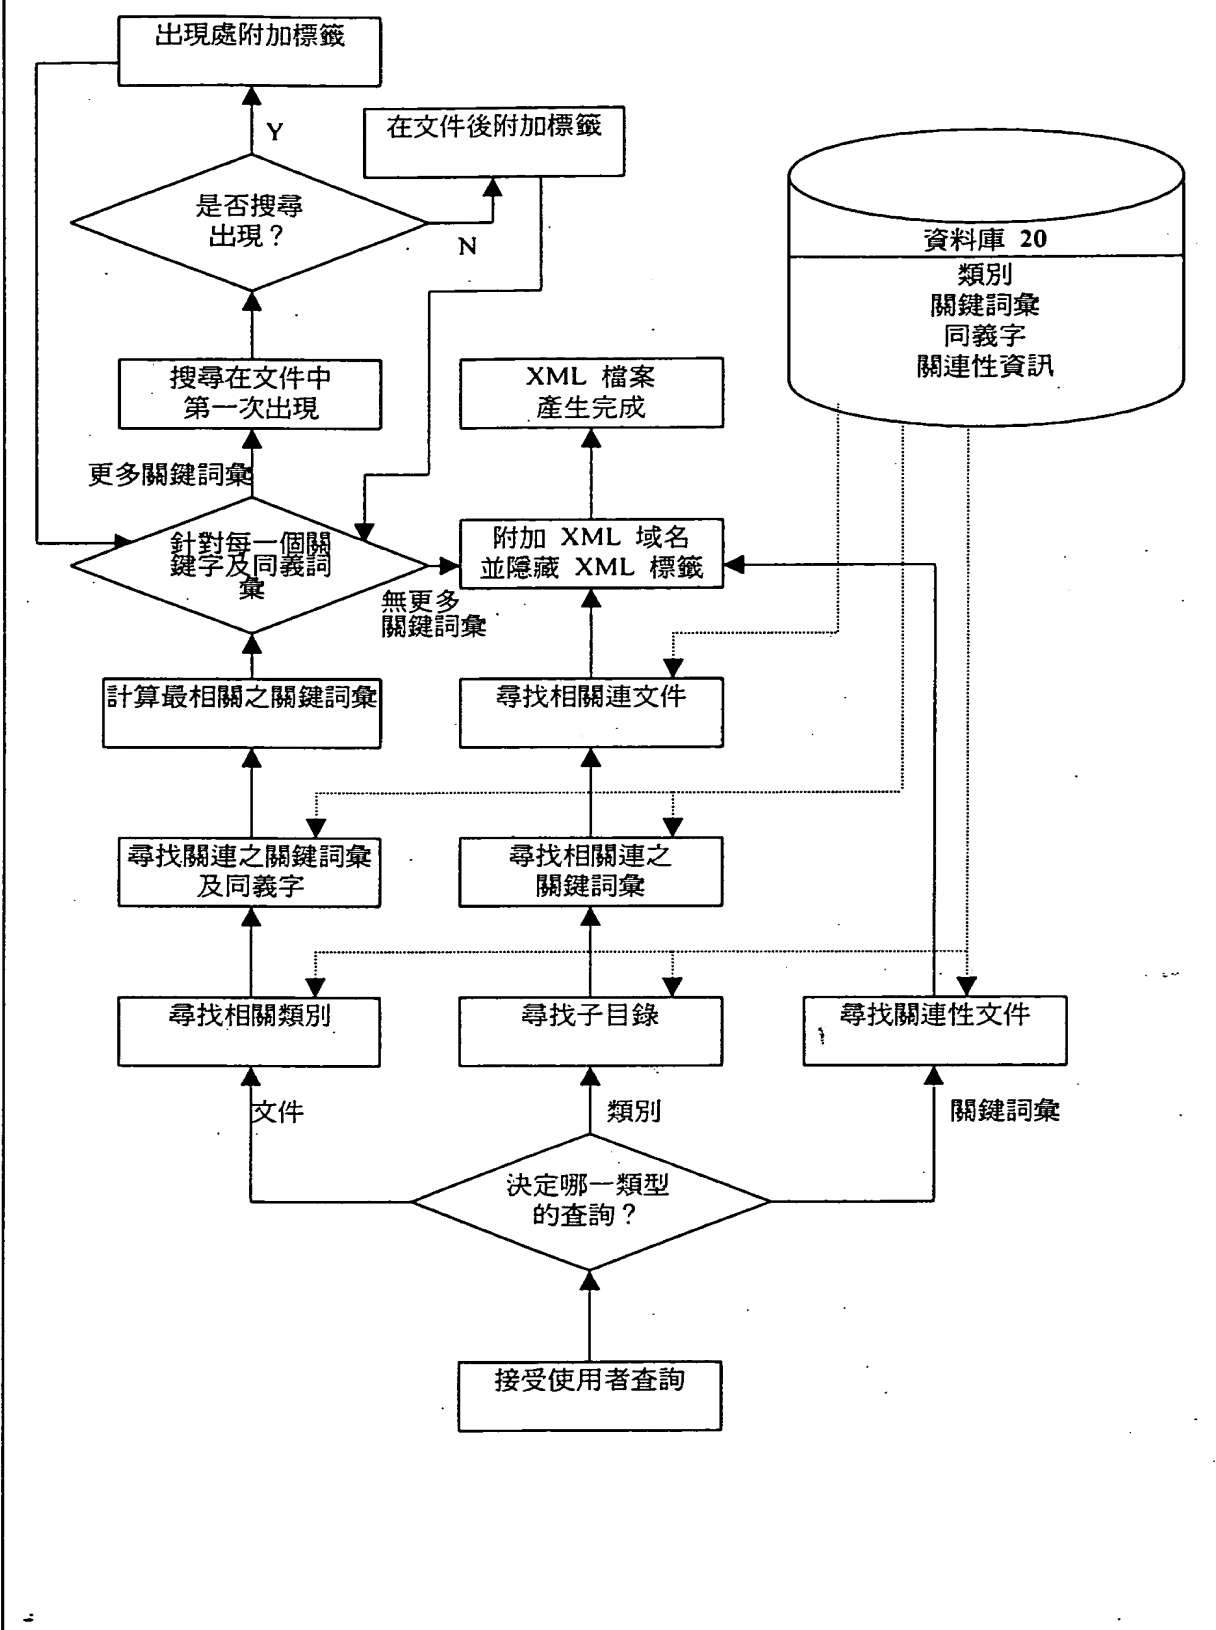 出現處附加標籤
Y
在文件後附加標籤
是否搜尋
出現？
N
資料庫 20
類別
關鍵詞彙
同義字
關連性資訊
搜尋在文件中
第一次出現
XML 檔案
產生完成
更多關鍵詞彙
針對每一個關
鍵字及同義詞
彙
附加 XML 域名
並隱藏 XML 標籤
無更多
關鍵詞彙
計算最相關之關鍵詞彙
尋找相關連文件
尋找關連之關鍵詞彙
及同義字
尋找相關連之
關鍵詞彙
尋找相關類別
尋找子目錄
尋找關連性文件
文件
類別
關鍵詞彙
決定哪一類型
的查詢？
接受使用者查詢